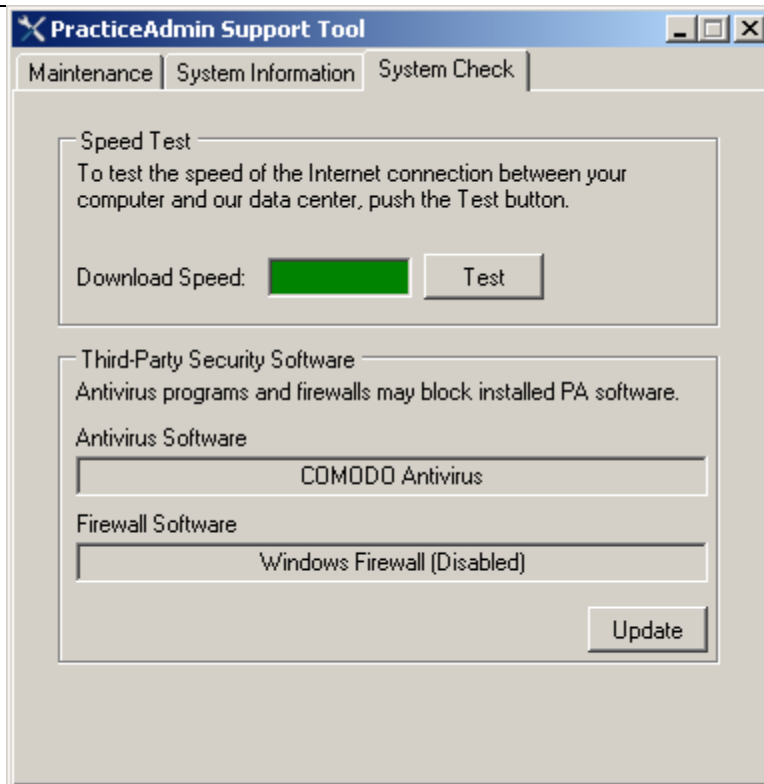 PracticeAdmin Support Tool
Maintenance System Information System Check
Speed Test
To test the speed of the Internet connection between your
computer and our data center, push the Test button.
Download Speed: Test
Third-Party Security Software
Antivirus programs and firewalls may block installed PA software.
Antivirus Software
COMODO Antivirus
Firewall Software
Windows Firewall (Disabled)
Update